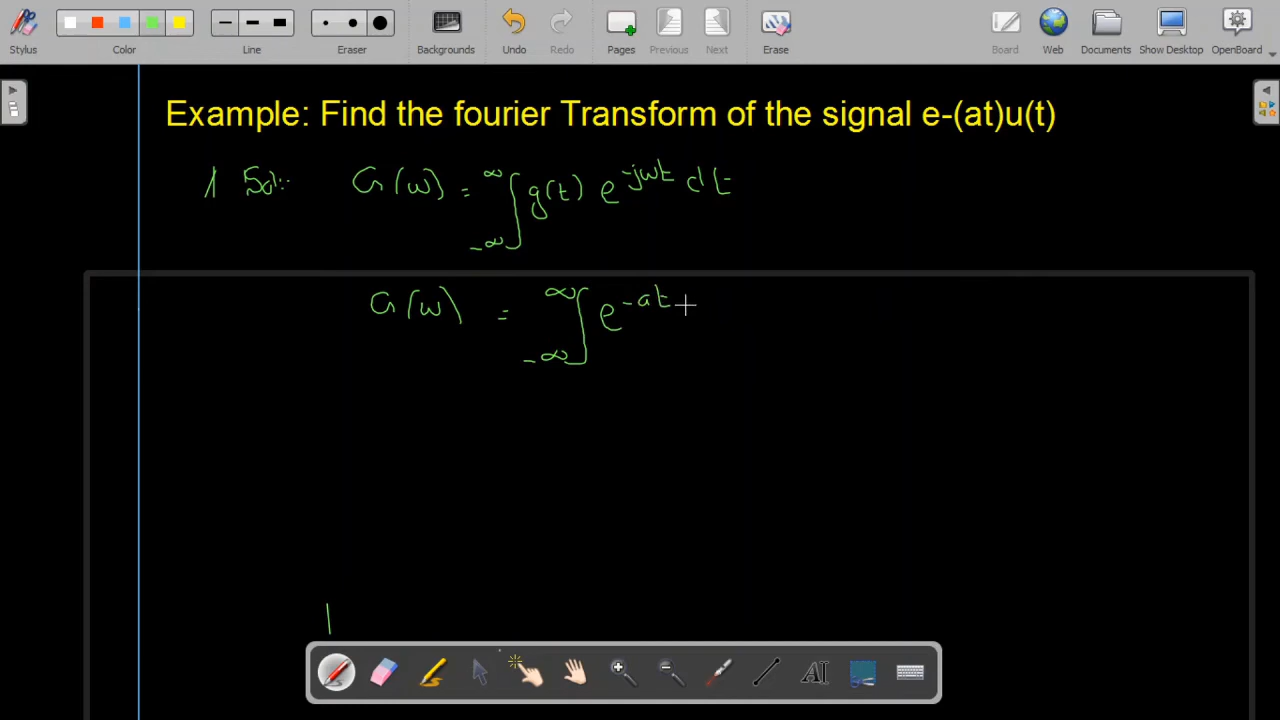 Stylus Color Line Eraser Backgrounds Undo Redo Pages Previous Next Erase Board Web Documents Show Desktop OpenBoard
Example: Find the fourier Transform of the signal e-(at)u(t)
1 Sol: G(ω) = ∞ ∫ -∞ g(t) e^-jωt dt
G(ω) = ∞ ∫ -∞ e^-at
AI